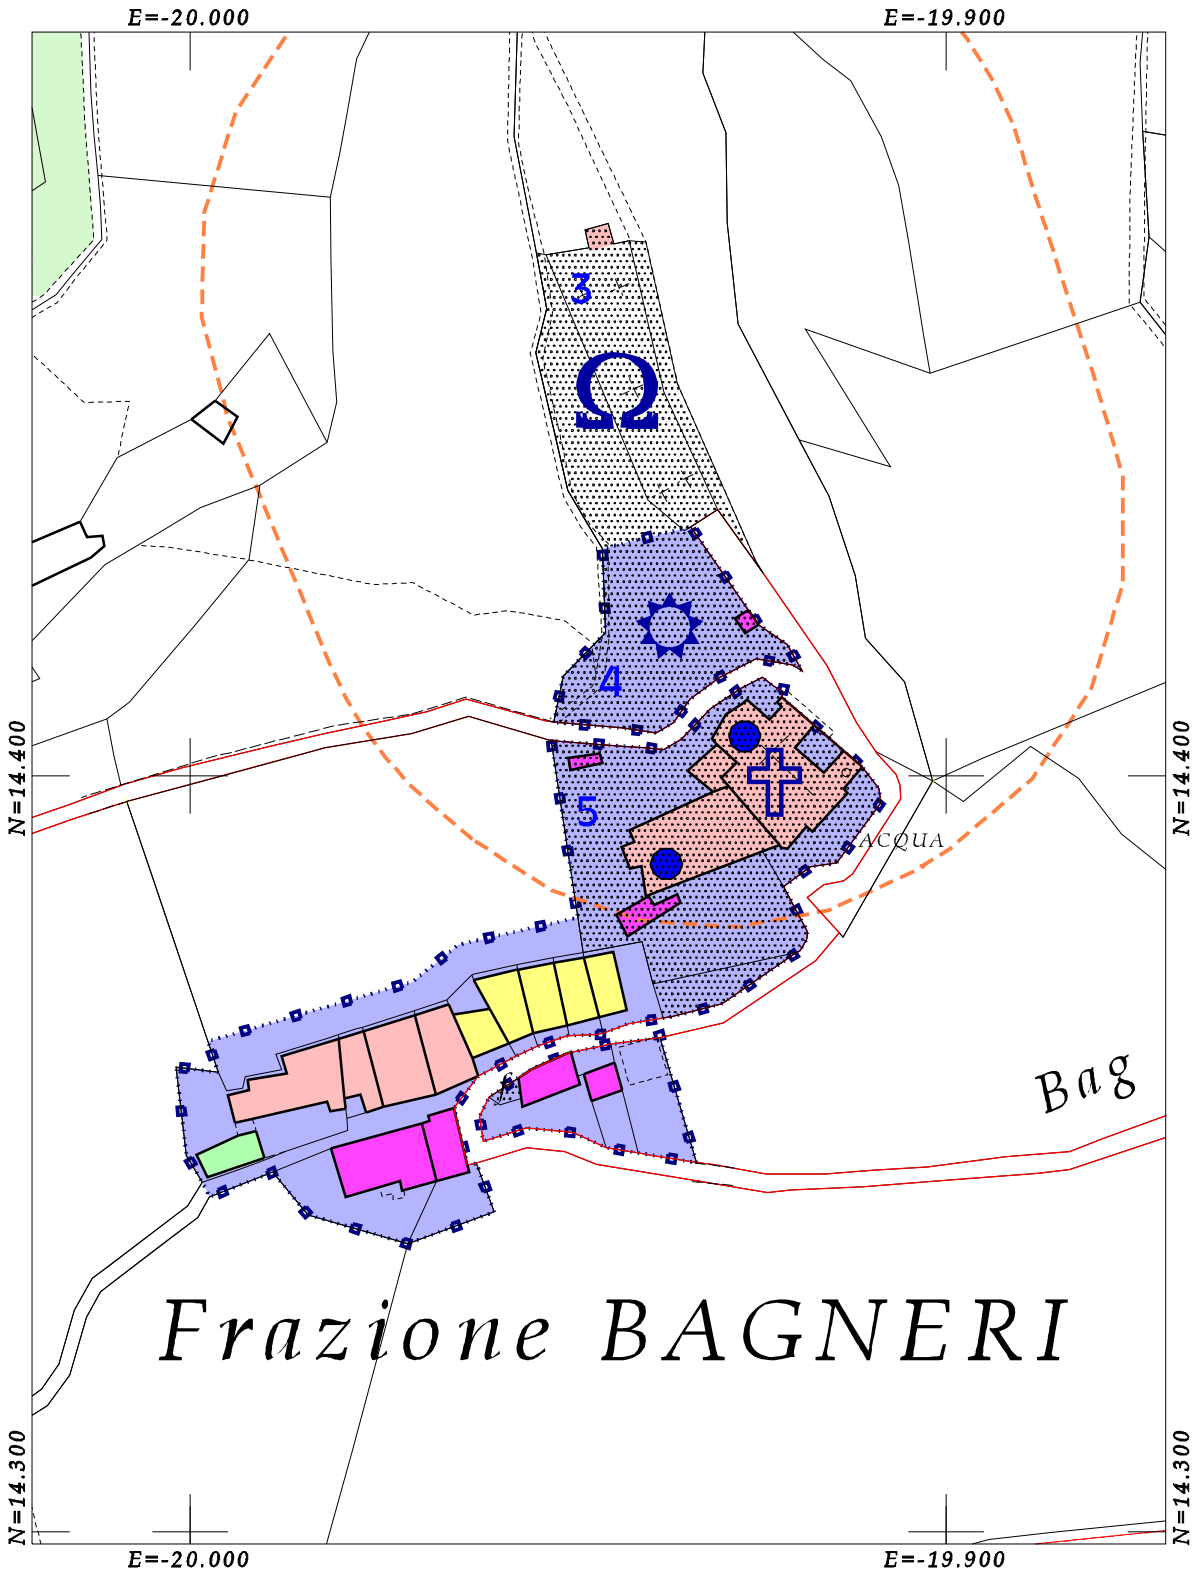 E=-20.000
E=-19.900
3
Ω
4
N=14.400
N=14.400
5
ACQUA
Bag
f
Frazione BAGNERI
N=14.300
N=14.300
E=-20.000
E=-19.900